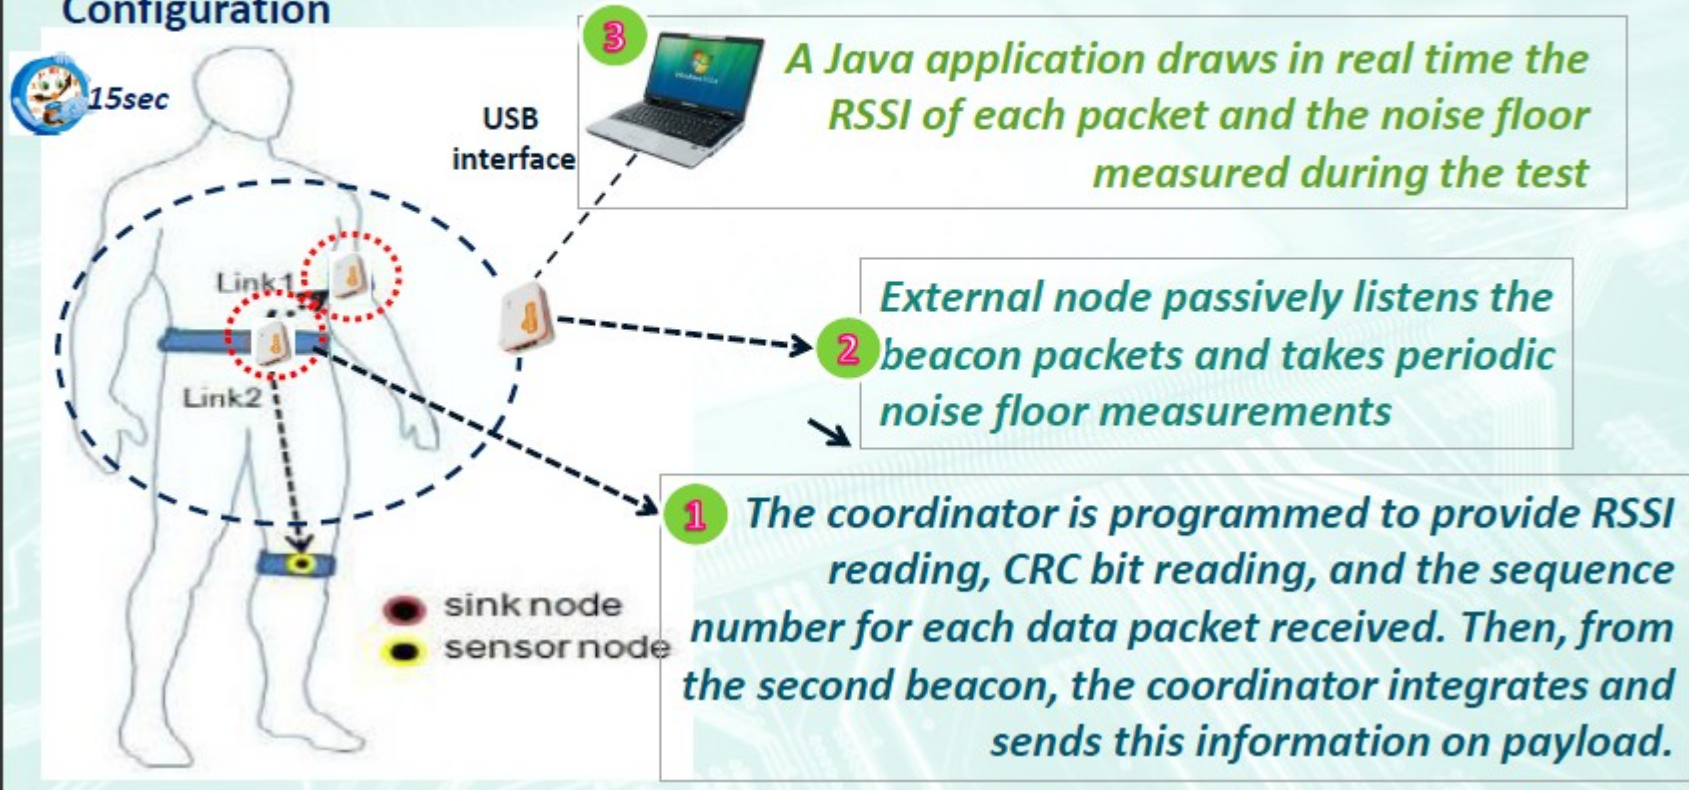 Configuration
15sec
USB
interface
3
A Java application draws in real time the
RSSI of each packet and the noise floor
measured during the test
Link1
Link2
2
External node passively listens the
beacon packets and takes periodic
noise floor measurements
sink node
sensor node
1
The coordinator is programmed to provide RSSI
reading, CRC bit reading, and the sequence
number for each data packet received. Then, from
the second beacon, the coordinator integrates and
sends this information on payload.